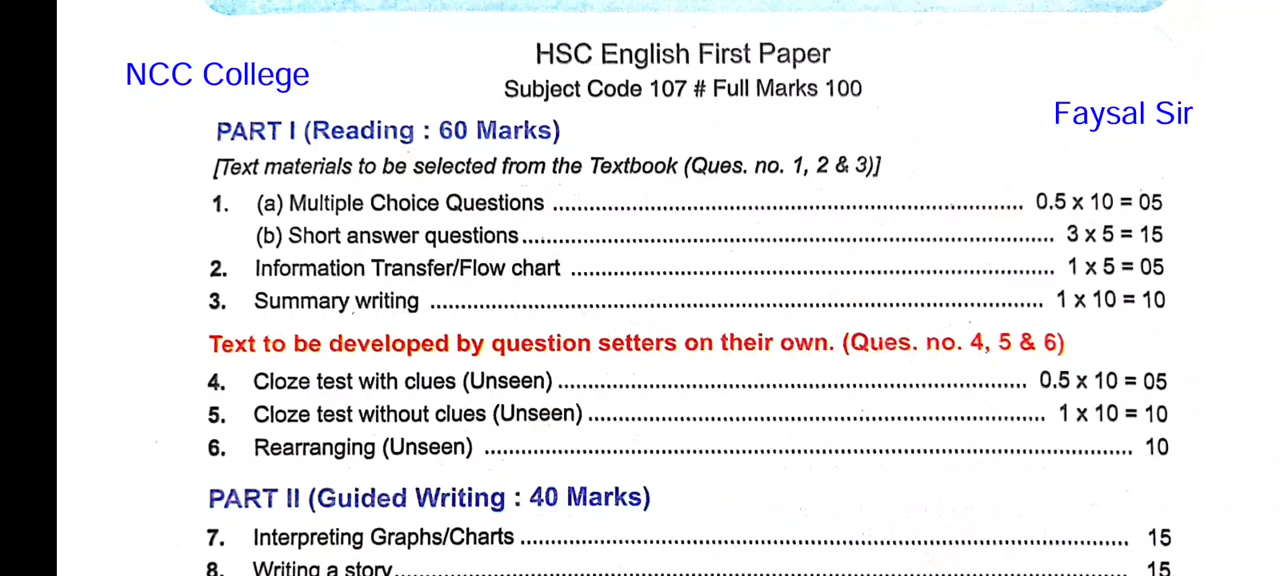 HSC English First Paper
NCC College
Subject Code 107 # Full Marks 100
Faysal Sir
PART I (Reading : 60 Marks)
[Text materials to be selected from the Textbook (Ques. no. 1, 2 & 3)]
1. (a) Multiple Choice Questions ........ 0.5 x 10 = 05
(b) Short answer questions ........ 3 x 5 = 15
2. Information Transfer/Flow chart ........ 1 x 5 = 05
3. Summary writing ........ 1 x 10 = 10
Text to be developed by question setters on their own. (Ques. no. 4, 5 & 6)
4. Cloze test with clues (Unseen) ........ 0.5 x 10 = 05
5. Cloze test without clues (Unseen) ........ 1 x 10 = 10
6. Rearranging (Unseen) ........ 10
PART II (Guided Writing : 40 Marks)
7. Interpreting Graphs/Charts ........ 15
8. Writing a story ........ 15